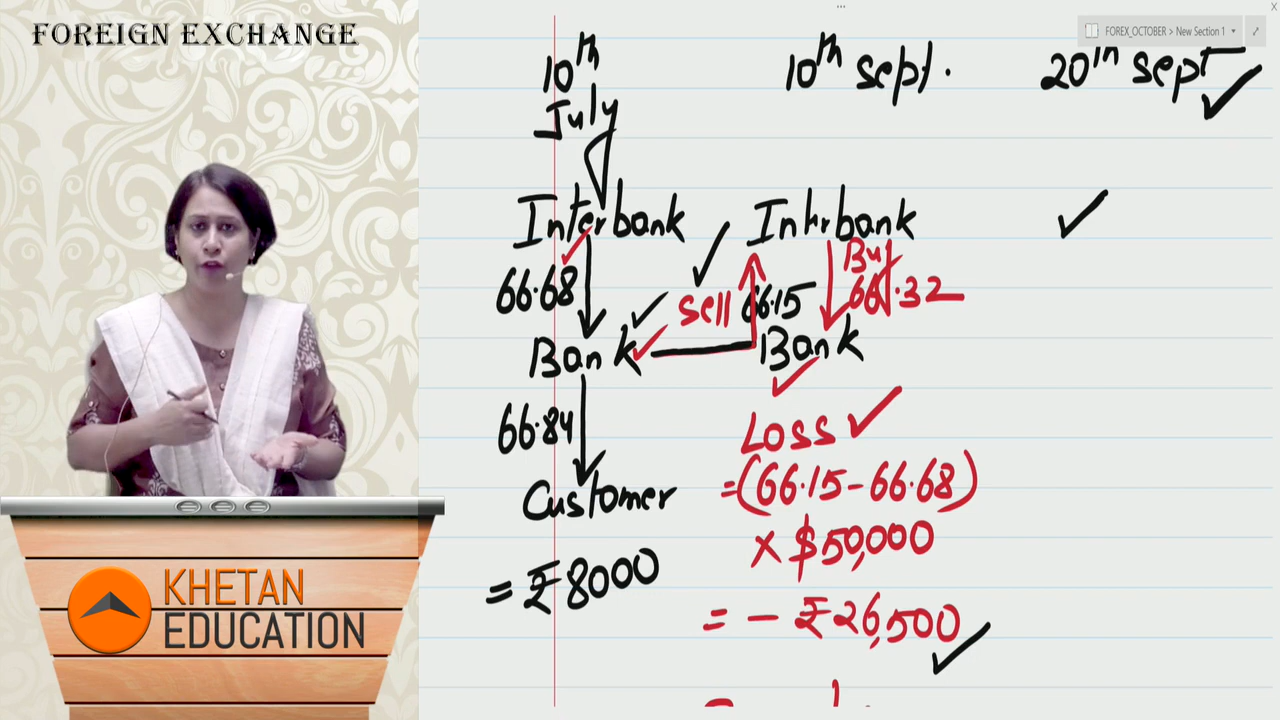 FOREIGN EXCHANGE
FOREX_OCTOBER > New Section 1
10th July
Interbank
66.68
Bank
66.84
Customer
= ₹8000
10th sept.
Interbank
sell 66.15
Buy 66.32
Bank
Loss
=(66.15-66.68)
× $50,000
= - ₹26,500
20th sept
KHETAN
EDUCATION